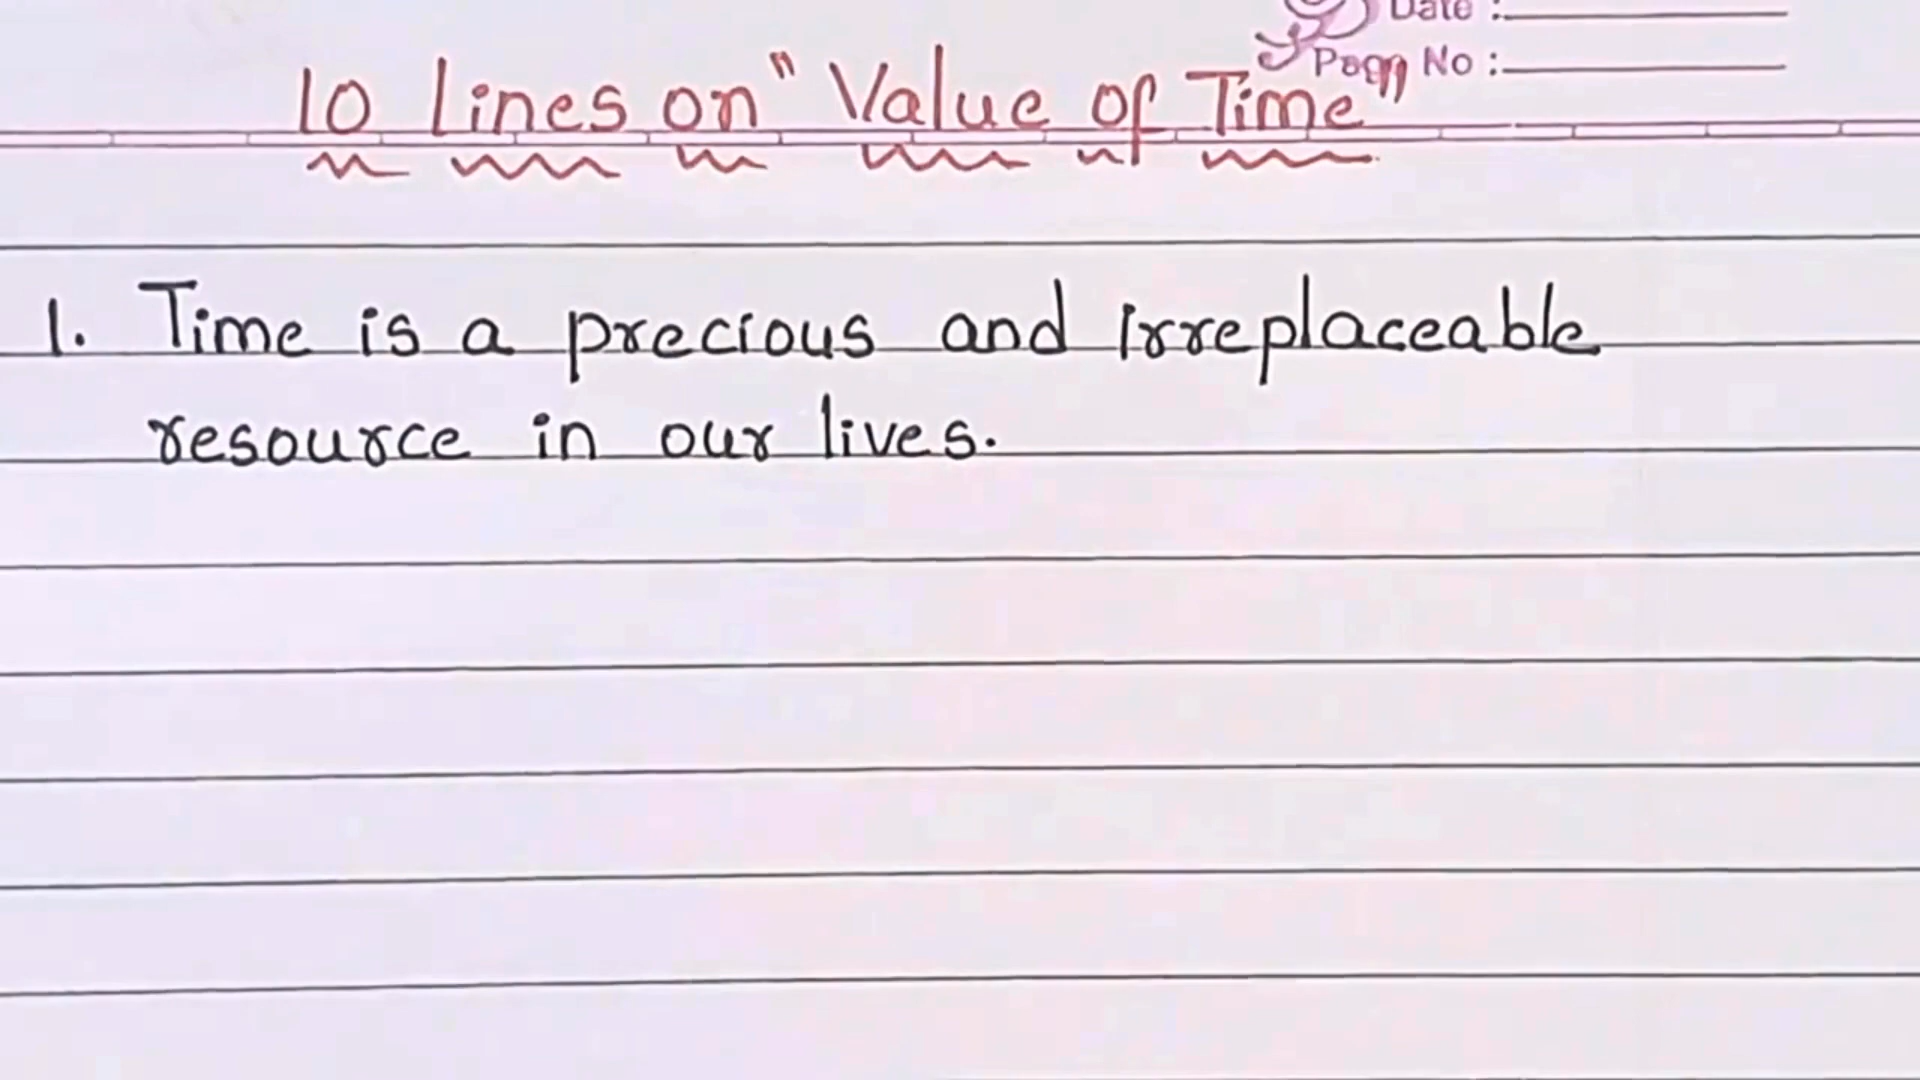 Date :
Page No :
10 Lines on "Value of Time"
1. Time is a precious and irreplaceable
resource in our lives.